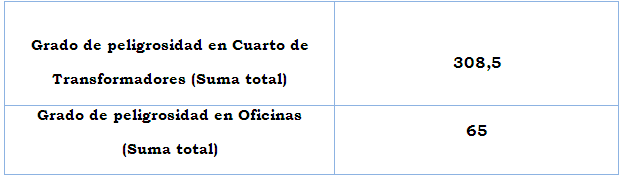 Grado de peligrosidad en Cuarto de
Transformadores (Suma total)
308,5
Grado de peligrosidad en Oficinas
(Suma total)
65